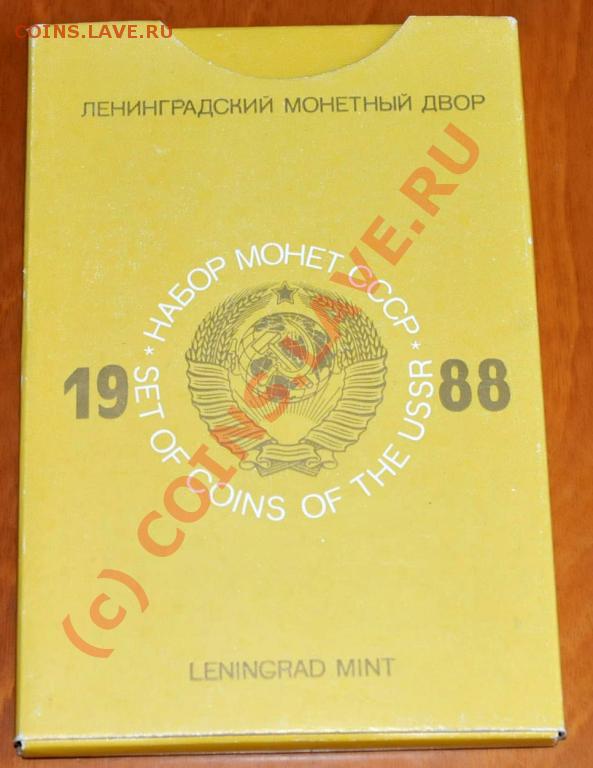 COINS.LAVE.RU
ЛЕНИНГРАДСКИЙ МОНЕТНЫЙ ДВОР
* НАБОР МОНЕТ СССР *
19 88
SET OF COINS OF THE USSR
(c) COINS.LAVE.RU
LENINGRAD MINT